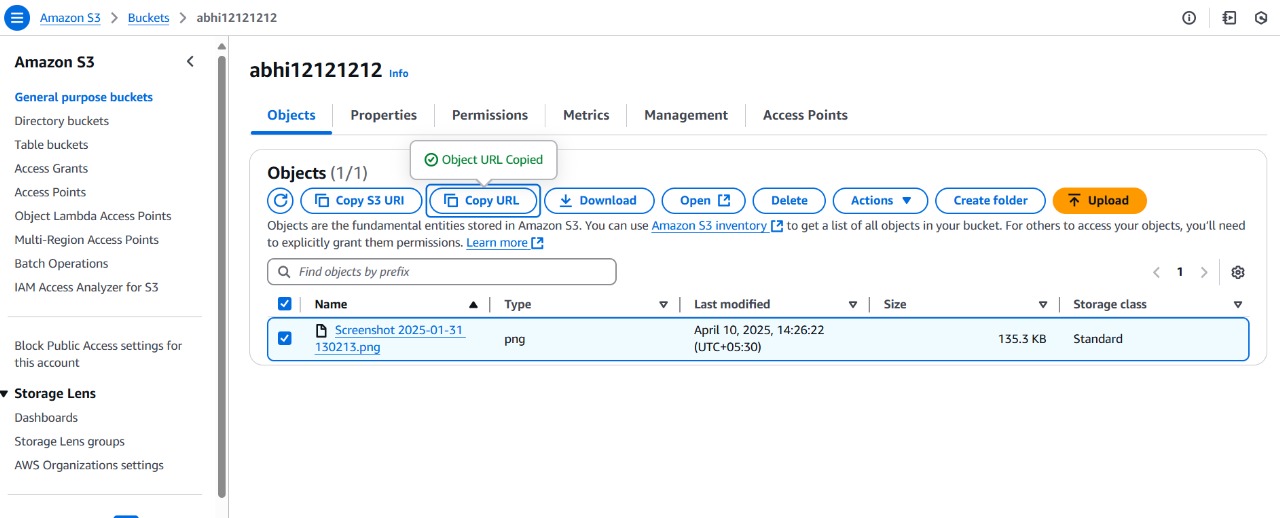 Amazon S3 > Buckets > abhi12121212
Amazon S3
General purpose buckets
Directory buckets
Table buckets
Access Grants
Access Points
Object Lambda Access Points
Multi-Region Access Points
Batch Operations
IAM Access Analyzer for S3
Block Public Access settings for
this account
Storage Lens
Dashboards
Storage Lens groups
AWS Organizations settings
abhi12121212 Info
Objects Properties Permissions Metrics Management Access Points
Object URL Copied
Objects (1/1)
Copy S3 URI Copy URL Download Open Delete Actions Create folder Upload
Objects are the fundamental entities stored in Amazon S3. You can use Amazon S3 inventory to get a list of all objects in your bucket. For others to access your objects, you'll need
to explicitly grant them permissions. Learn more
Find objects by prefix
1
Name Type Last modified Size Storage class
Screenshot 2025-01-31 png April 10, 2025, 14:26:22 135.3 KB Standard
130213.png (UTC+05:30)